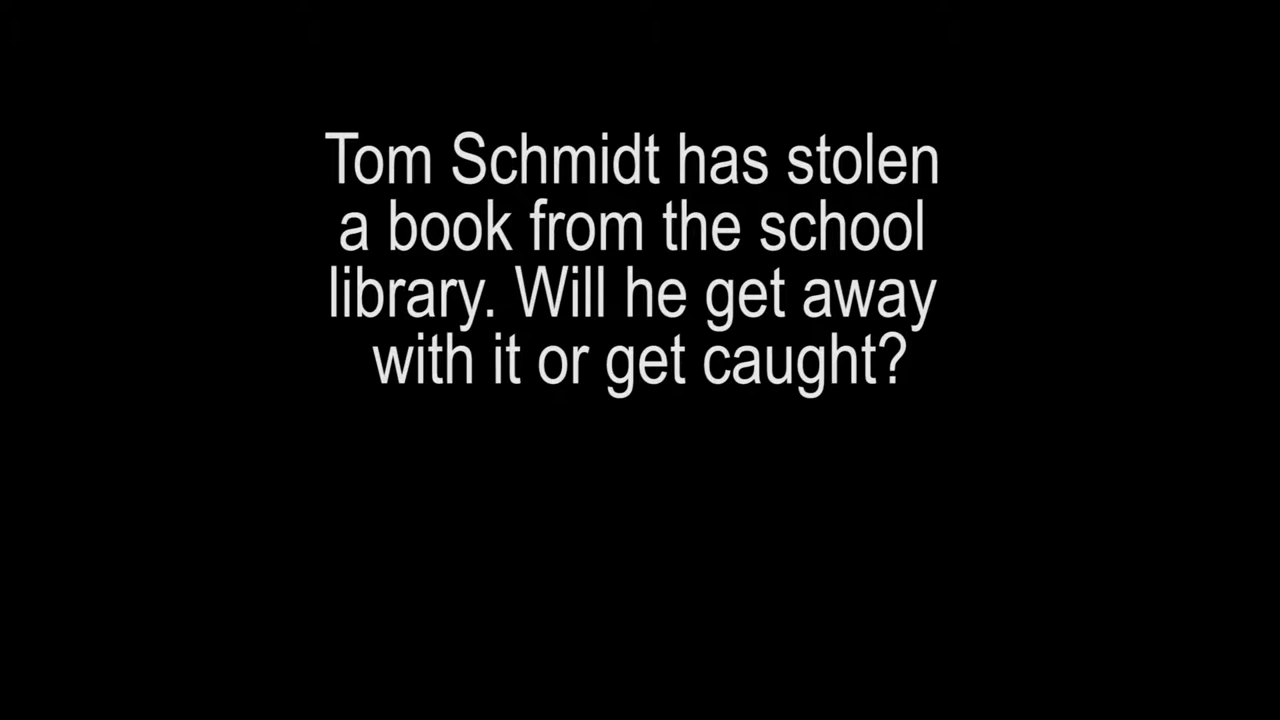 Tom Schmidt has stolen
a book from the school
library. Will he get away
with it or get caught?